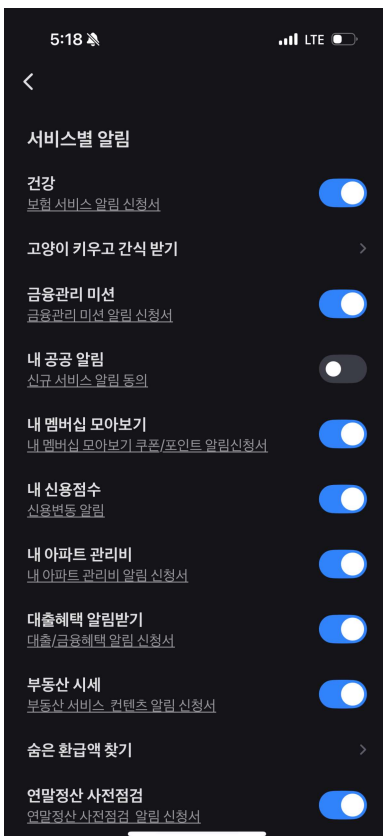 5:18
LTE
서비스별 알림
건강
보험 서비스 알림 신청서
고양이 키우고 간식 받기
금융관리 미션
금융관리 미션 알림 신청서
내 공공 알림
신규 서비스 알림 동의
내 멤버십 모아보기
내 멤버십 모아보기 쿠폰/포인트 알림신청서
내 신용점수
신용변동 알림
내 아파트 관리비
내 아파트 관리비 알림 신청서
대출혜택 알림받기
대출/금융혜택 알림 신청서
부동산 시세
부동산 서비스 컨텐츠 알림 신청서
숨은 환급액 찾기
연말정산 사전점검
연말정산 사전점검 알림 신청서